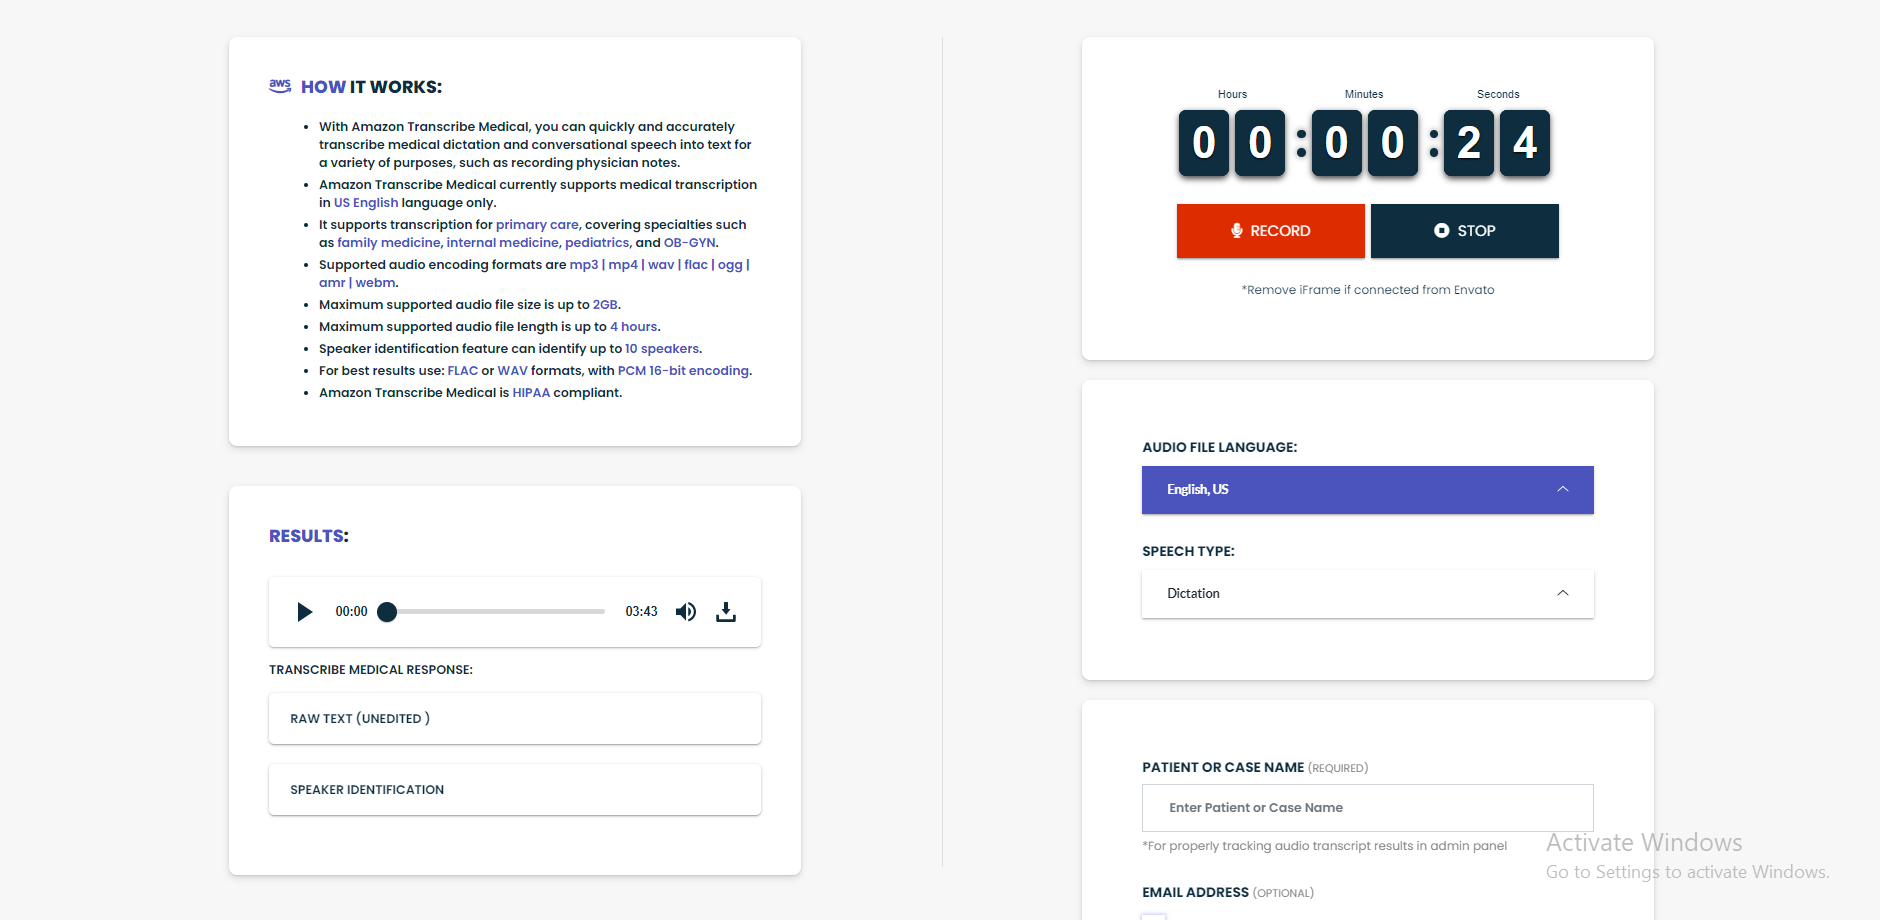 aws HOW IT WORKS:
With Amazon Transcribe Medical, you can quickly and accurately
transcribe medical dictation and conversational speech into text for
a variety of purposes, such as recording physician notes.
Amazon Transcribe Medical currently supports medical transcription
in US English language only.
It supports transcription for primary care, covering specialties such
as family medicine, internal medicine, pediatrics, and OB-GYN.
Supported audio encoding formats are mp3 | mp4 | wav | flac | ogg |
amr | webm.
Maximum supported audio file size is up to 2GB.
Maximum supported audio file length is up to 4 hours.
Speaker identification feature can identify up to 10 speakers.
For best results use: FLAC or WAV formats, with PCM 16-bit encoding.
Amazon Transcribe Medical is HIPAA compliant.
RESULTS:
00:00 03:43
TRANSCRIBE MEDICAL RESPONSE:
RAW TEXT (UNEDITED )
SPEAKER IDENTIFICATION
Hours Minutes Seconds
00:00:24
RECORD STOP
*Remove iFrame if connected from Envato
AUDIO FILE LANGUAGE:
English, US
SPEECH TYPE:
Dictation
PATIENT OR CASE NAME (REQUIRED)
Enter Patient or Case Name
*For properly tracking audio transcript results in admin panel
EMAIL ADDRESS (OPTIONAL)
Activate Windows
Go to Settings to activate Windows.